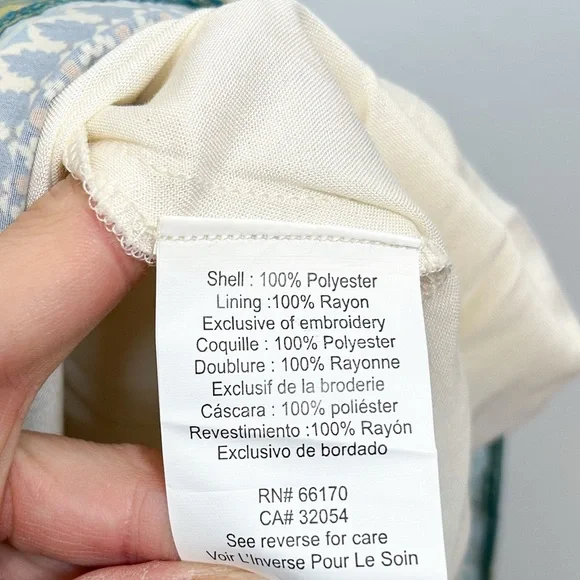 Shell : 100% Polyester
Lining :100% Rayon
Exclusive of embroidery
Coquille : 100% Polyester
Doublure : 100% Rayonne
Exclusif de la broderie
Cáscara : 100% poliéster
Revestimiento :100% Rayón
Exclusivo de bordado
RN# 66170
CA# 32054
See reverse for care
Voir L'Inverse Pour Le Soin